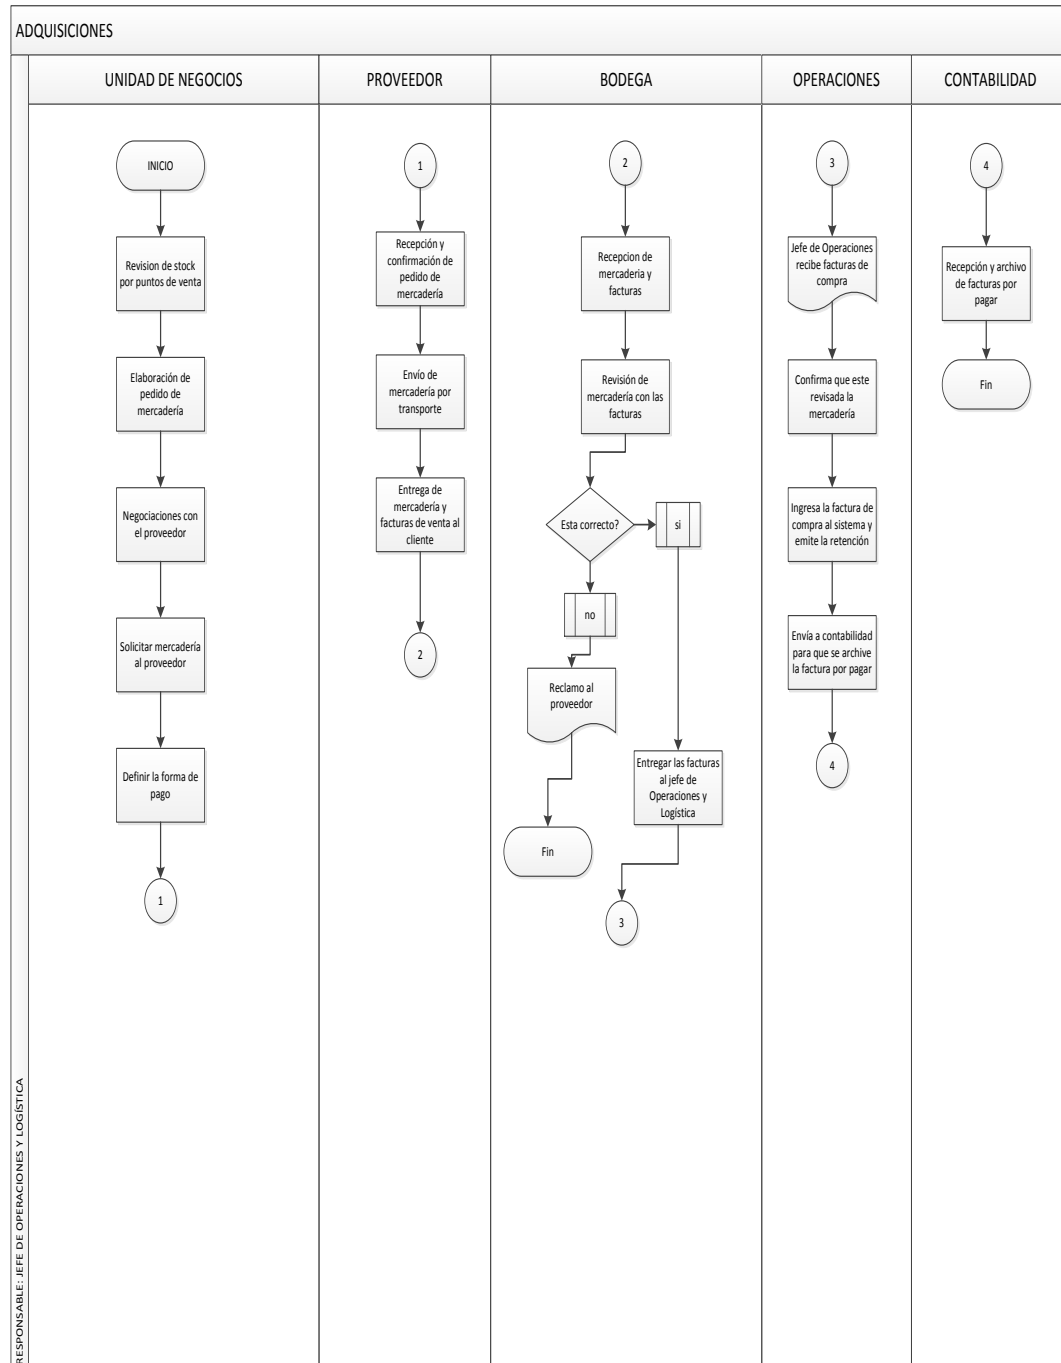 ADQUISICIONES
UNIDAD DE NEGOCIOS
PROVEEDOR
BODEGA
OPERACIONES
CONTABILIDAD
INICIO
Revision de stock
por puntos de venta
Elaboración de
pedido de
mercadería
Negociaciones con
el proveedor
Solicitar mercadería
al proveedor
Definir la forma de
pago
1
1
Recepción y
confirmación de
pedido de
mercadería
Envío de
mercadería por
transporte
Entrega de
mercadería y
facturas de venta al
cliente
2
2
Recepcion de
mercaderia y
facturas
Revisión de
mercadería con las
facturas
Esta correcto?
si
no
Reclamo al
proveedor
Fin
Entregar las facturas
al jefe de
Operaciones y
Logística
3
3
Jefe de Operaciones
recibe facturas de
compra
Confirma que este
revisada la
mercadería
Ingresa la factura de
compra al sistema y
emite la retención
Envía a contabilidad
para que se archive
la factura por pagar
4
4
Recepción y archivo
de facturas por
pagar
Fin
RESPONSABLE: JEFE DE OPERACIONES Y LOGÍSTICA